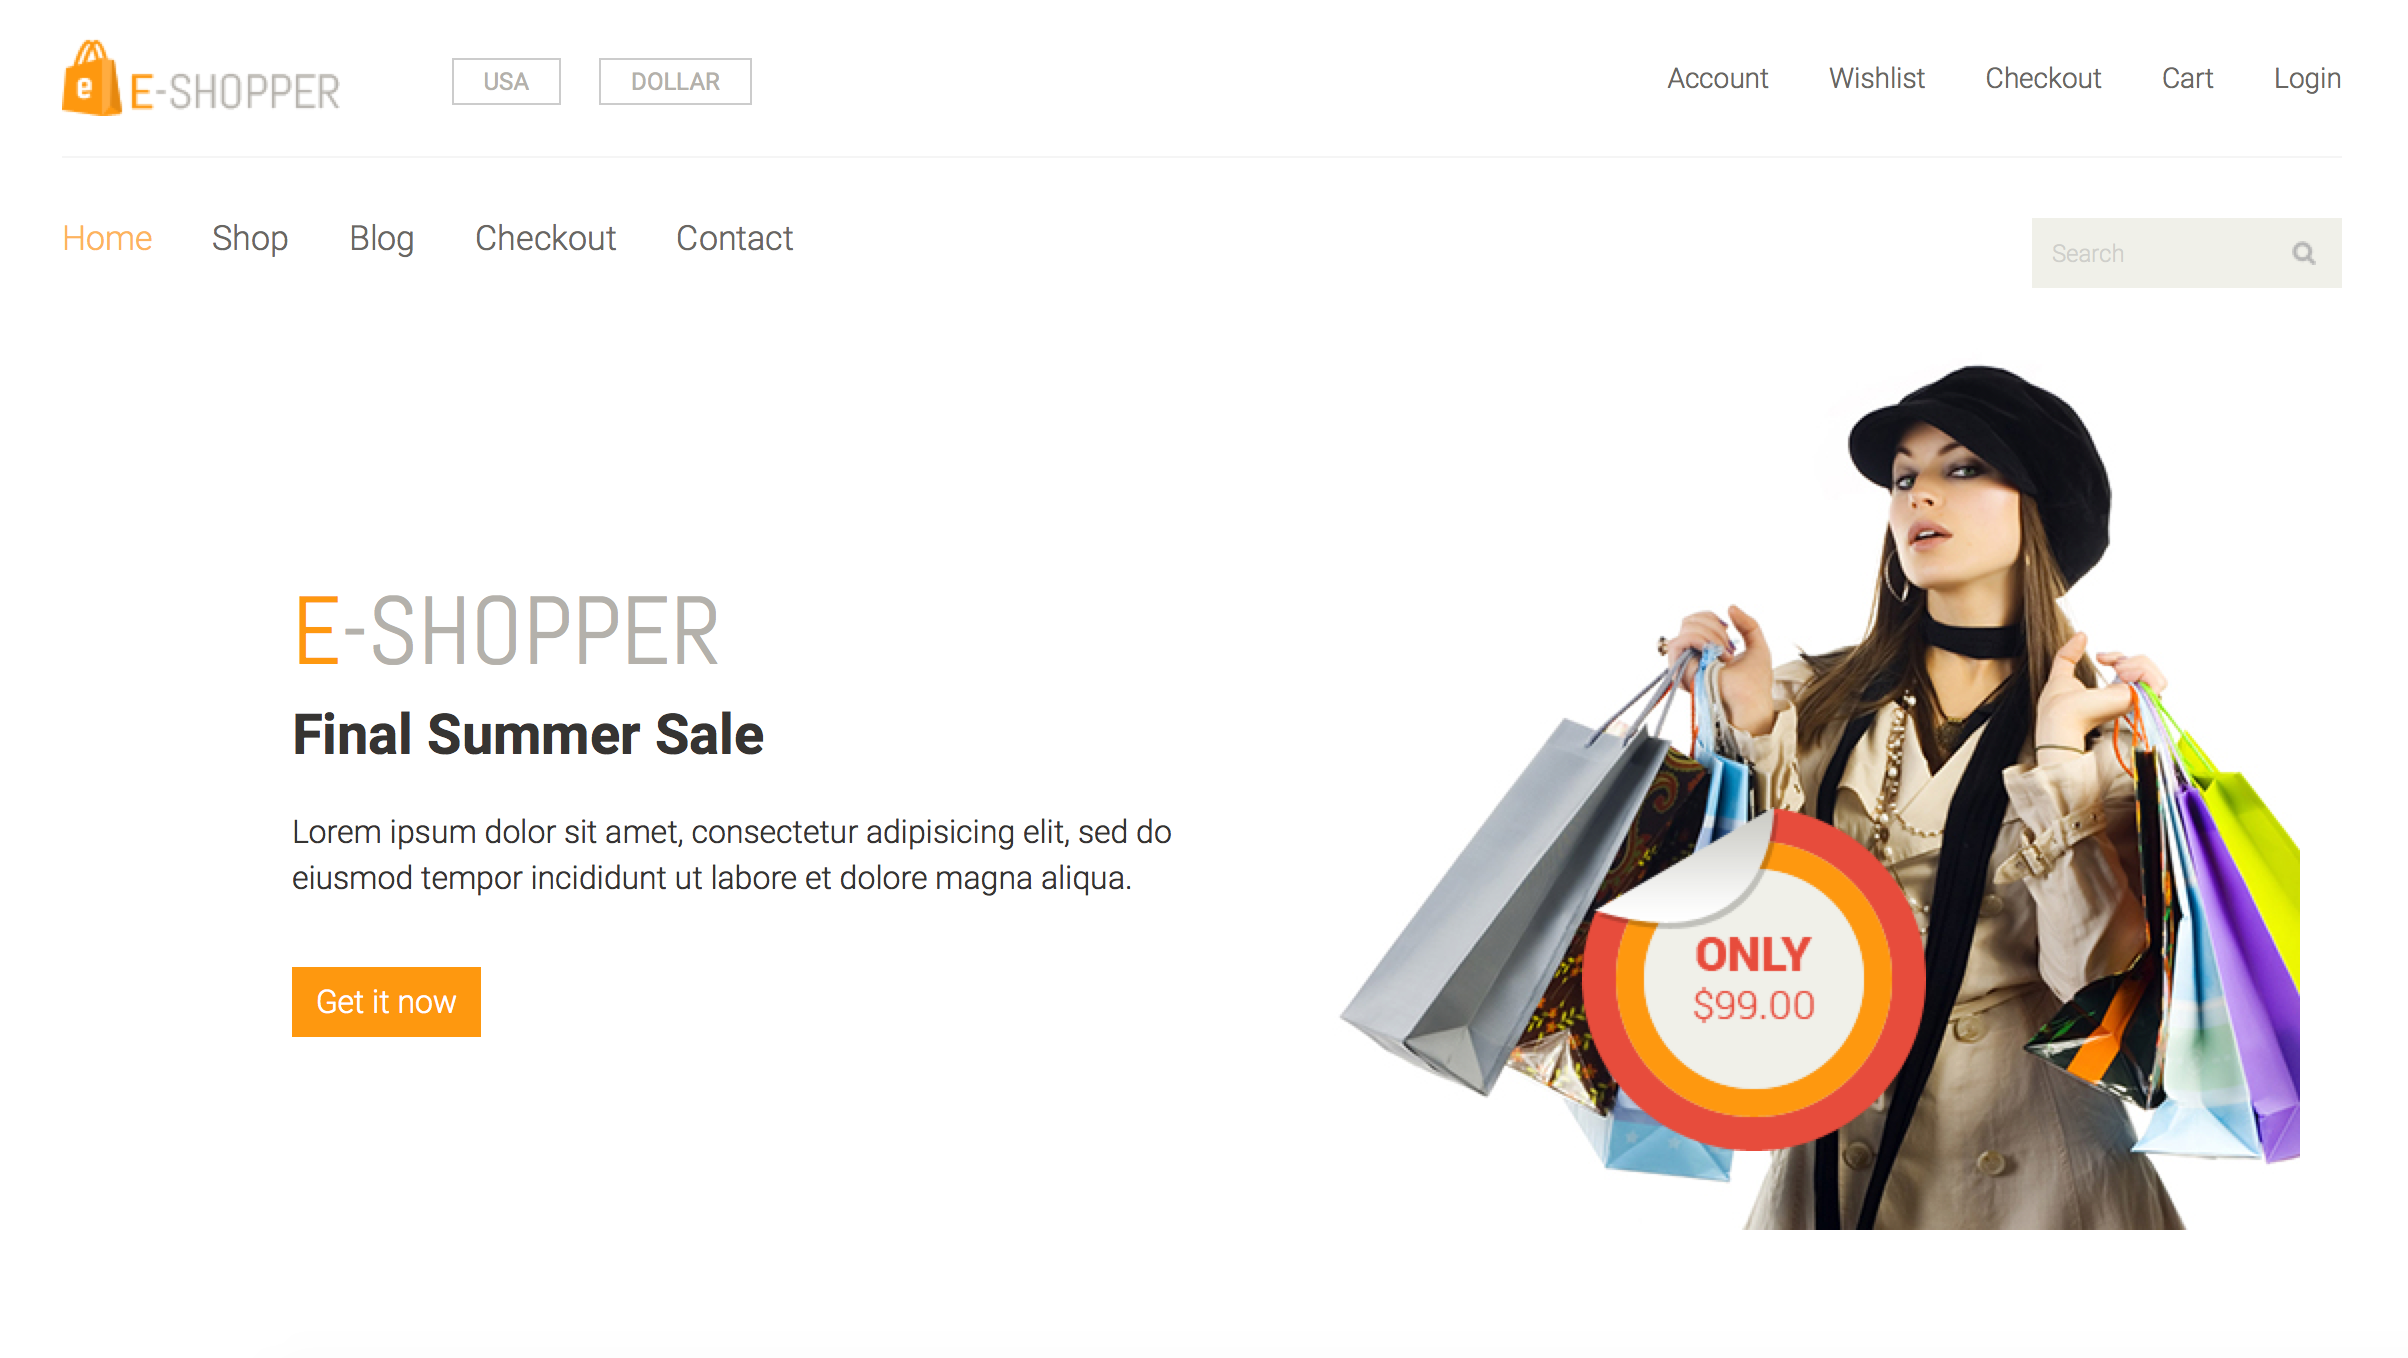 e E-SHOPPER
USA
DOLLAR
Account
Wishlist
Checkout
Cart
Login
Home
Shop
Blog
Checkout
Contact
Search
E-SHOPPER
Final Summer Sale
Lorem ipsum dolor sit amet, consectetur adipisicing elit, sed do
eiusmod tempor incididunt ut labore et dolore magna aliqua.
Get it now
ONLY
$99.00